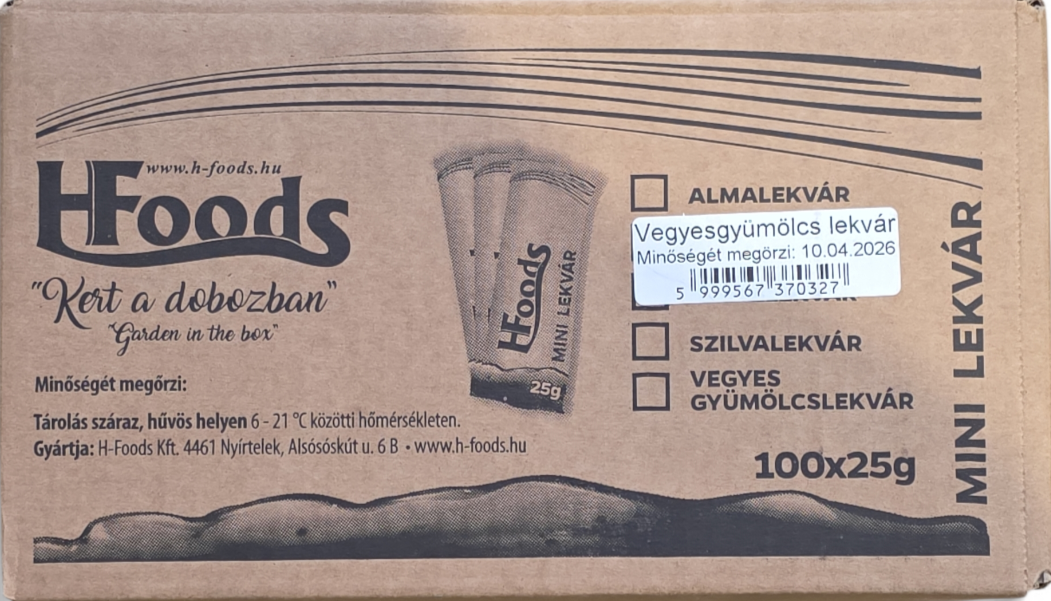 www.h-foods.hu
HFoods
"Kert a dobozban"
"Garden in the box"
Minőségét megőrzi:
Tárolás száraz, hűvös helyen 6 - 21 °C közötti hőmérsékleten.
Gyártja: H-Foods Kft. 4461 Nyírtelek, Alsósóskút u. 6 B • www.h-foods.hu
HFoods
MINI LEKVÁR
25g
ALMALEKVÁR
Vegyesgyümölcs lekvár
Minőségét megőrzi: 10.04.2026
5 999567 370327
SZILVALEKVÁR
VEGYES
GYÜMÖLCSLEKVÁR
100x25g
MINI LEKVÁR